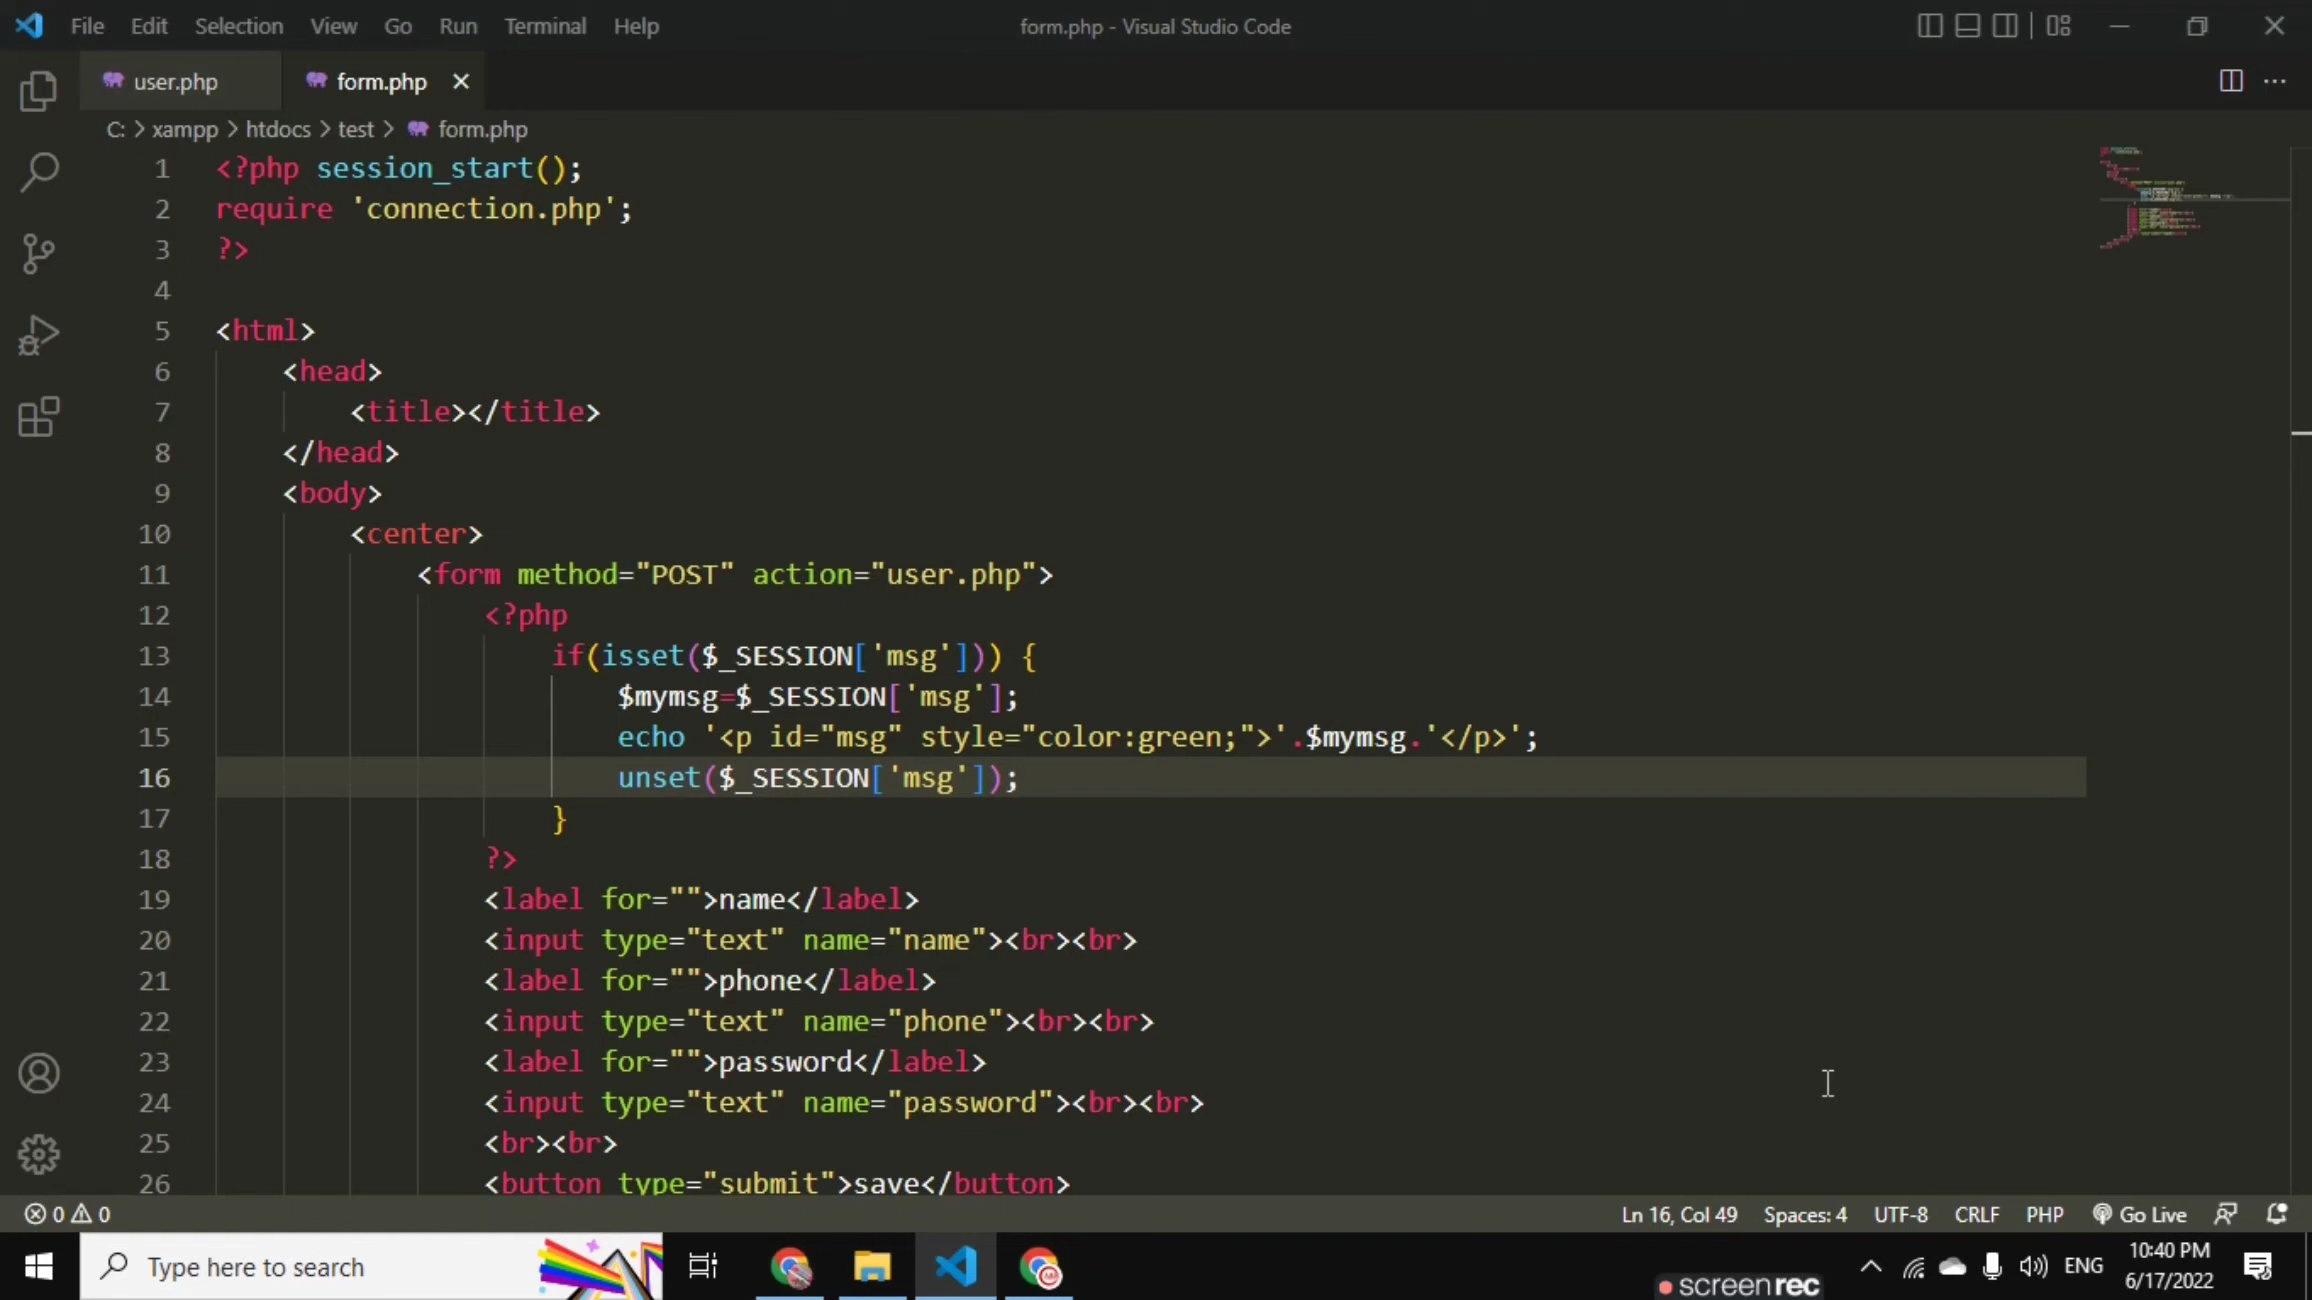 File Edit Selection View Go Run Terminal Help
form.php - Visual Studio Code
user.php
form.php
C: > xampp > htdocs > test > form.php
1 <?php session_start();
2 require 'connection.php';
3 ?>
4
5 <html>
6 <head>
7 <title></title>
8 </head>
9 <body>
10 <center>
11 <form method="POST" action="user.php">
12 <?php
13 if(isset($_SESSION['msg'])) {
14 $mymsg=$_SESSION['msg'];
15 echo '<p id="msg" style="color:green;">'.$mymsg.'</p>';
16 unset($_SESSION['msg']);
17 }
18 ?>
19 <label for="">name</label>
20 <input type="text" name="name"><br><br>
21 <label for="">phone</label>
22 <input type="text" name="phone"><br><br>
23 <label for="">password</label>
24 <input type="text" name="password"><br><br>
25 <br><br>
26 <button type="submit">save</button>
0 0
Ln 16, Col 49 Spaces: 4 UTF-8 CRLF PHP Go Live
Type here to search
screenrec
ENG
10:40 PM
6/17/2022